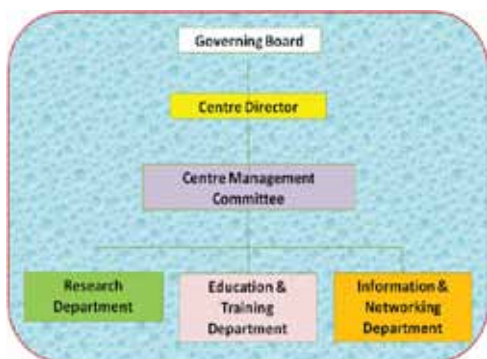 Governing Board
Centre Director
Centre Management
Committee
Research
Department
Education &
Training
Department
Information &
Networking
Department